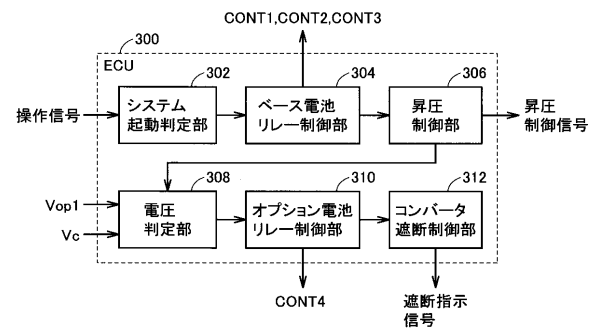 CONT1,CONT2,CONT3
300
ECU
302
304
306
操作信号
システム
起動判定部
ベース電池
リレー制御部
昇圧
制御部
昇圧
制御信号
308
310
312
Vop1
Vc
電圧
判定部
オプション電池
リレー制御部
コンバータ
遮断制御部
CONT4
遮断指示
信号